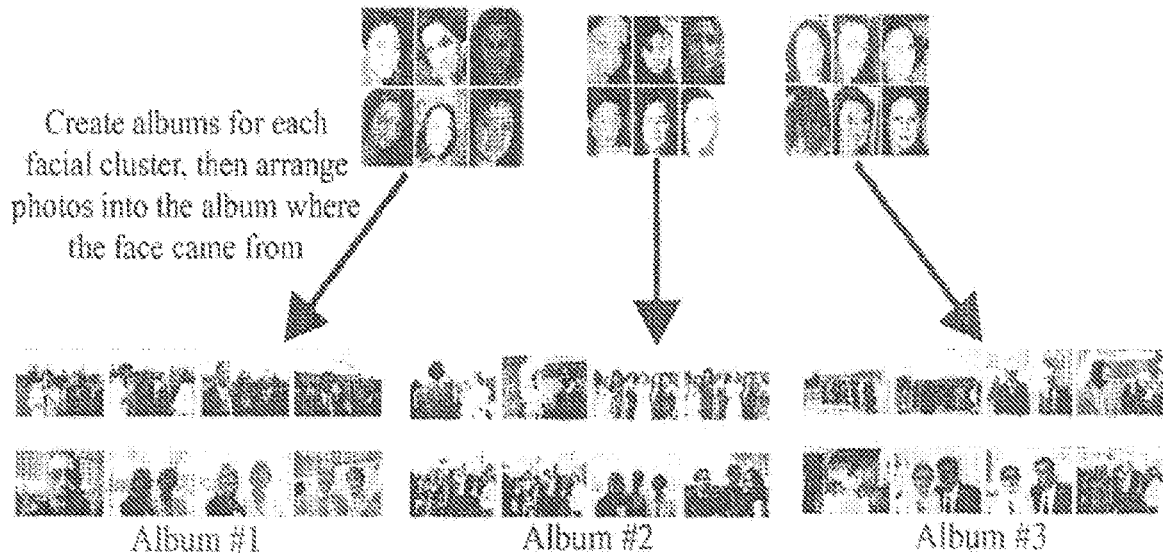 Create albums for each
facial cluster, then arrange
photos into the album where
the face came from
Album #1
Album #2
Album #3